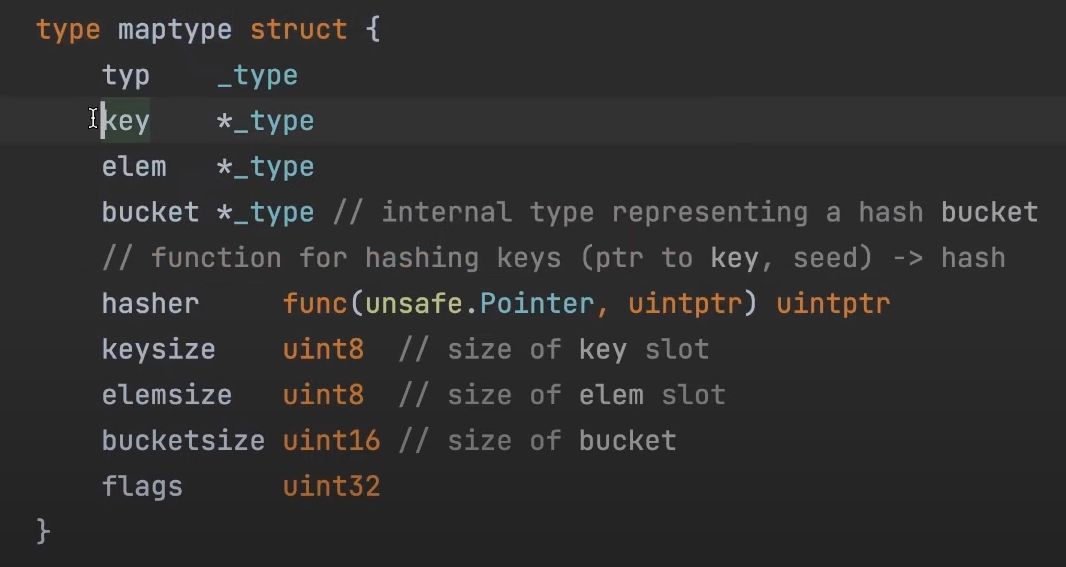 type maptype struct {
    typ    _type
    key    *_type
    elem   *_type
    bucket *_type // internal type representing a hash bucket
    // function for hashing keys (ptr to key, seed) -> hash
    hasher     func(unsafe.Pointer, uintptr) uintptr
    keysize    uint8  // size of key slot
    elemsize   uint8  // size of elem slot
    bucketsize uint16 // size of bucket
    flags      uint32
}